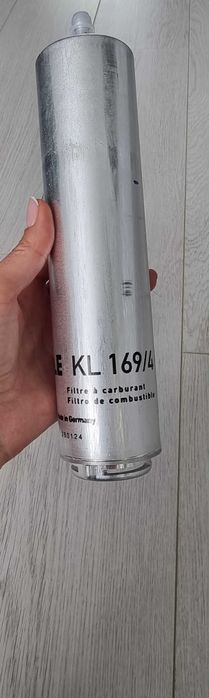 LE KL 169/4
Filtre à carburant
Filtro de combustible
Made in Germany